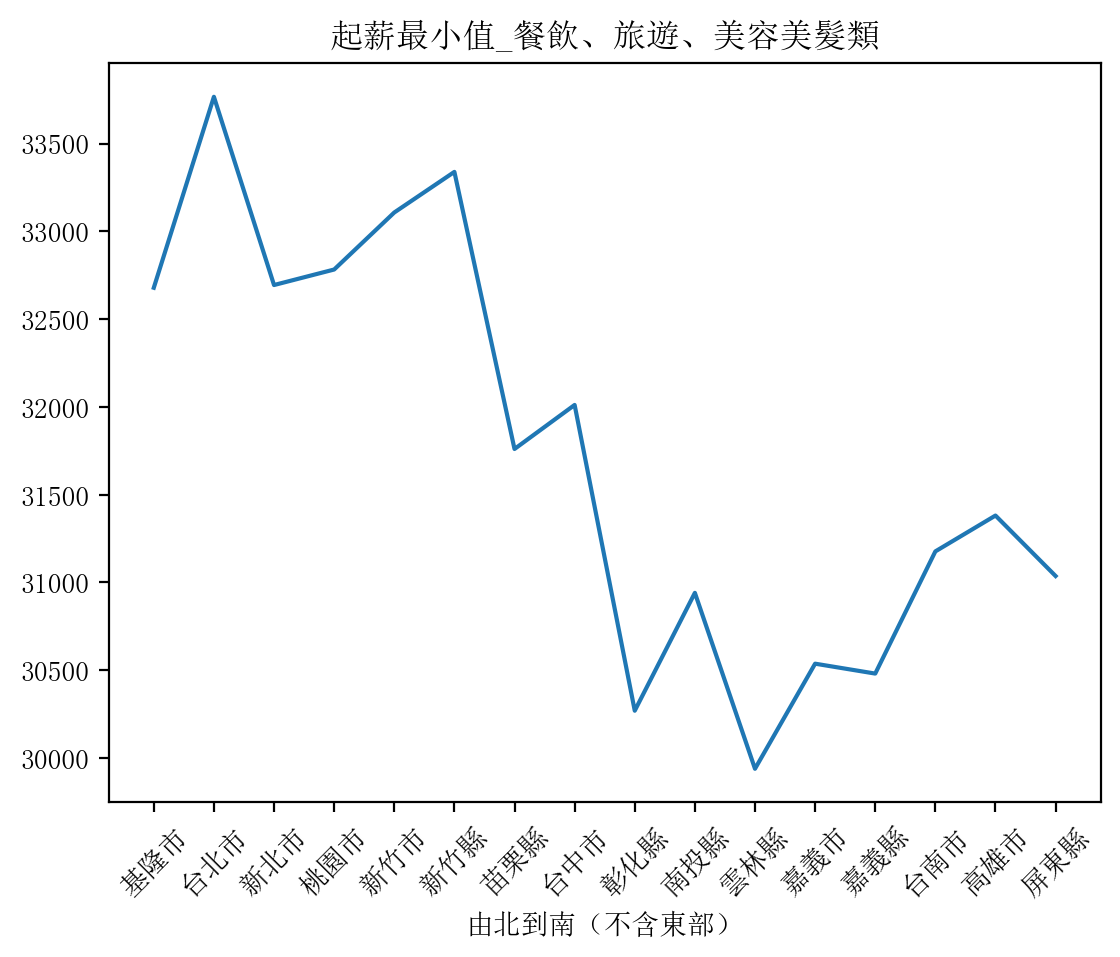 起薪最小值_餐飲、旅遊、美容美髮類
33500
33000
32500
32000
31500
31000
30500
30000
基隆市
台北市
新北市
桃園市
新竹市
新竹縣
苗栗縣
台中市
彰化縣
南投縣
雲林縣
嘉義市
嘉義縣
台南市
高雄市
屏東縣
由北到南（不含東部）